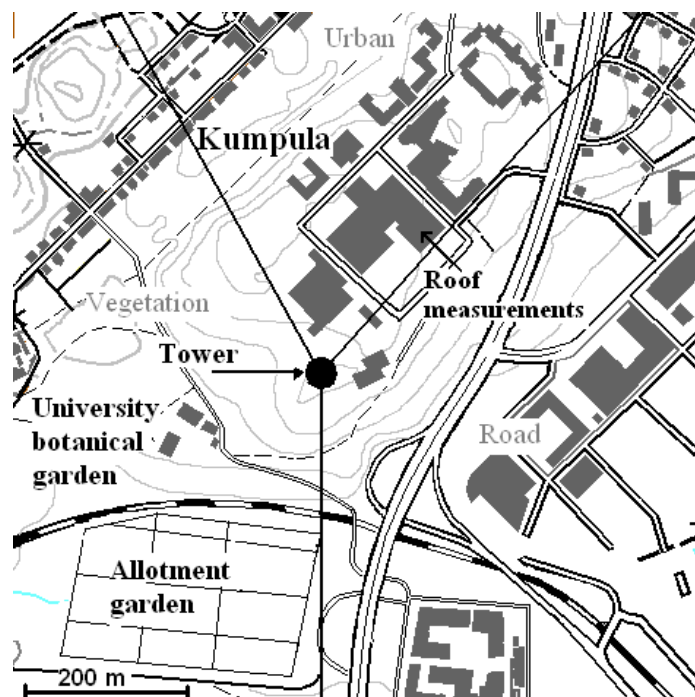 Urban
Kumpula
Roof
measurements
Vegetation
Tower
University
botanical
garden
Road
Allotment
garden
200 m